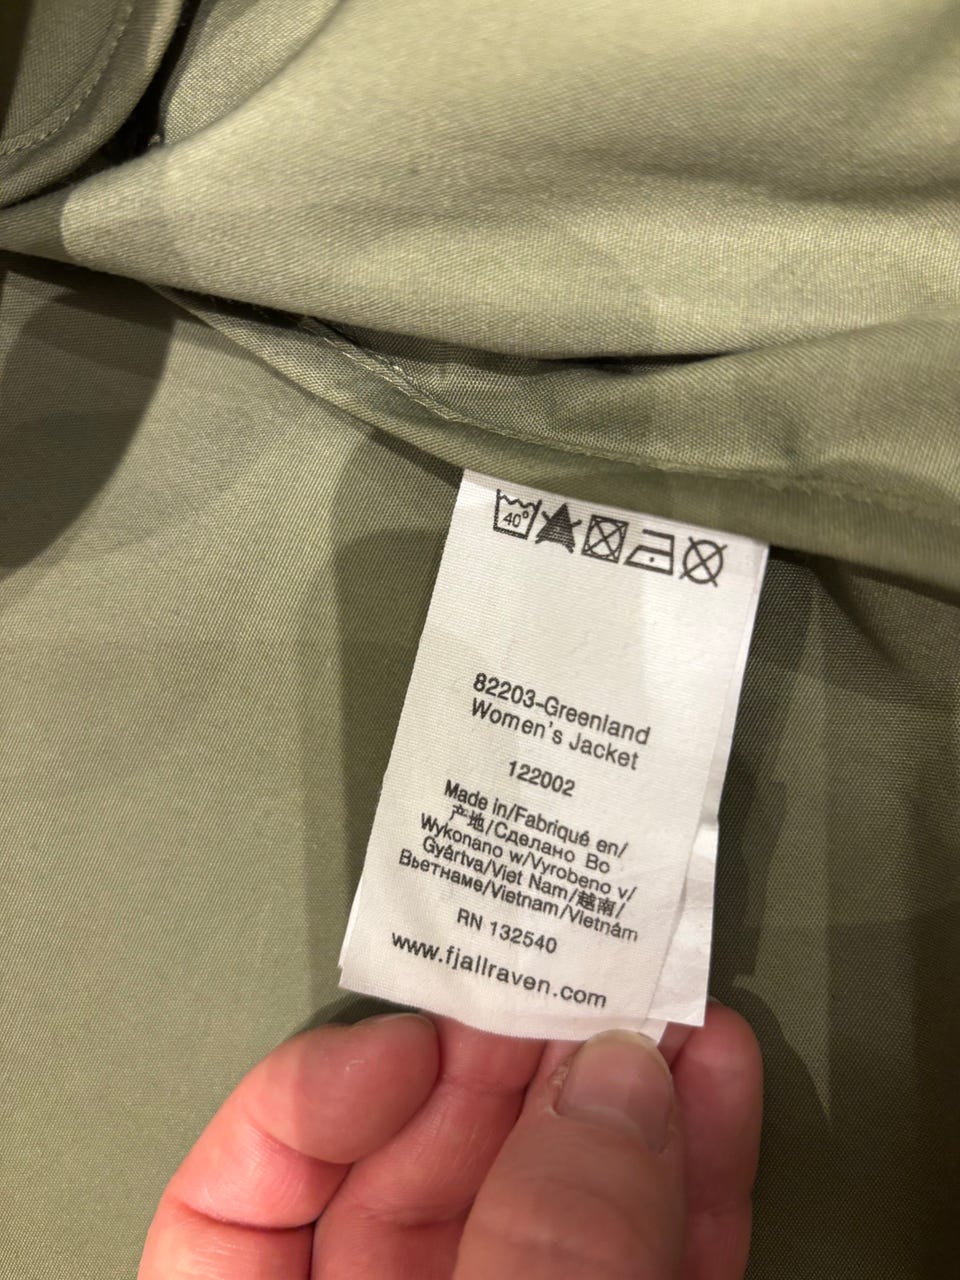 40°
82203-Greenland
Women's Jacket
122002
Made in/Fabriqué en/
产地/Сделано Во
Wykonano w/Vyrobeno v/
Gyártva/Viet Nam/越南/
Вьетнаме/Vietnam/Vietnám
RN 132540
www.fjallraven.com